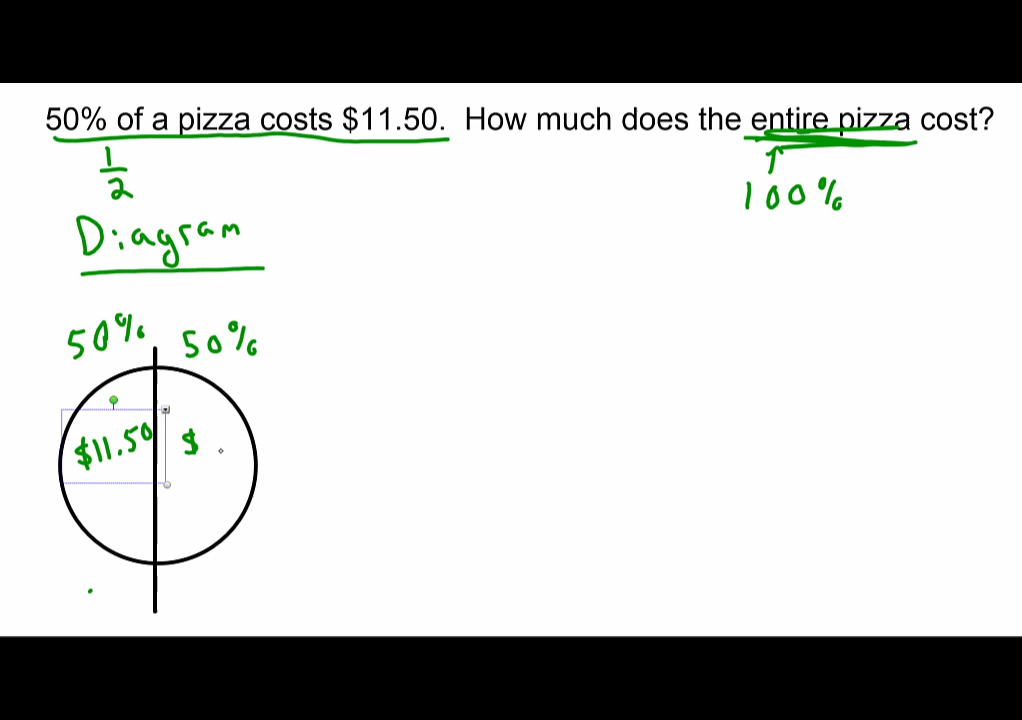 50% of a pizza costs $11.50. How much does the entire pizza cost?
1/2
100%
Diagram
50% 50%
$11.50 $